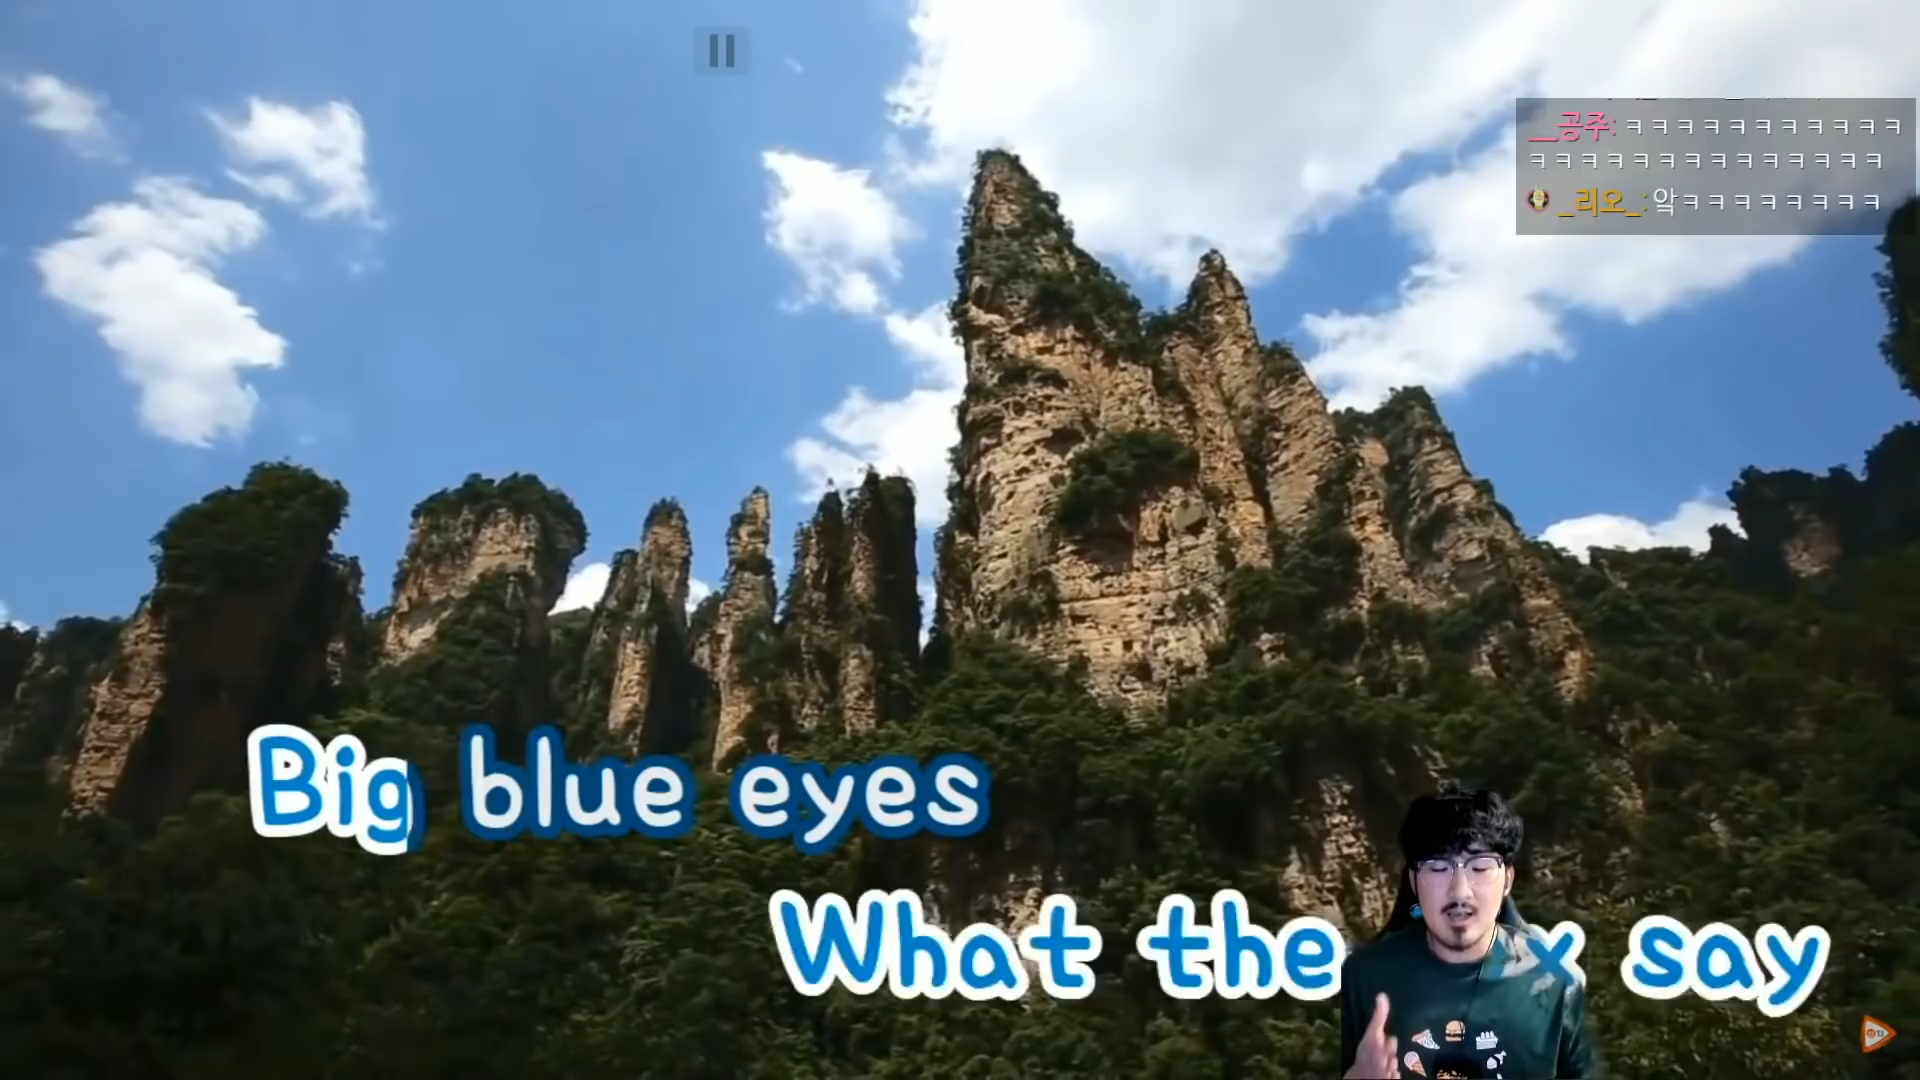 __공주: ㅋㅋㅋㅋㅋㅋㅋㅋㅋㅋㅋ
ㅋㅋㅋㅋㅋㅋㅋㅋㅋㅋㅋㅋㅋㅋ
_리오_: 앜ㅋㅋㅋㅋㅋㅋㅋㅋ
Big blue eyes
What the say